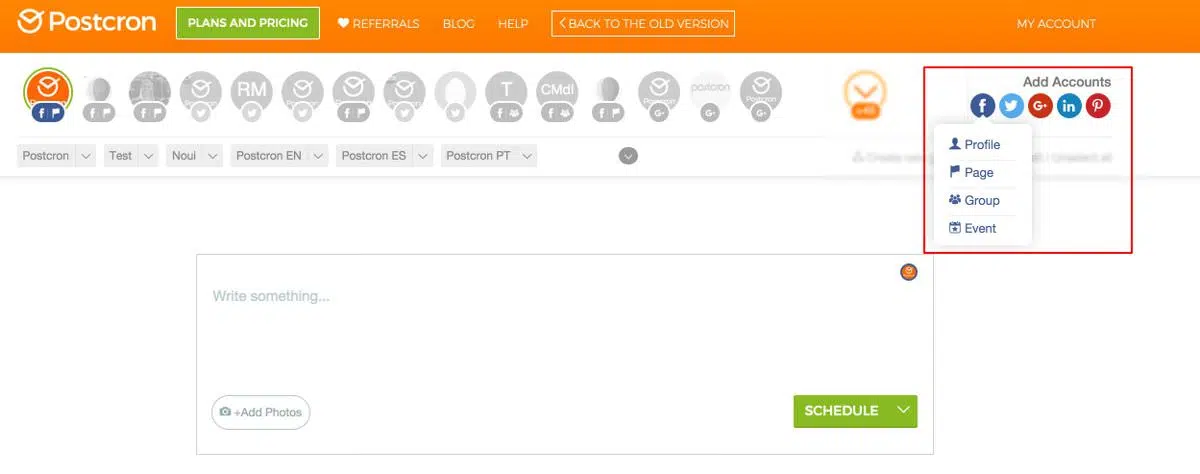 Postcron
PLANS AND PRICING
REFERRALS
BLOG
HELP
BACK TO THE OLD VERSION
MY ACCOUNT
Add Accounts
RM
T
CMdl
postcron
Postcron
Test
Noui
Postcron EN
Postcron ES
Postcron PT
Profile
Page
Group
Event
Write something...
+Add Photos
SCHEDULE